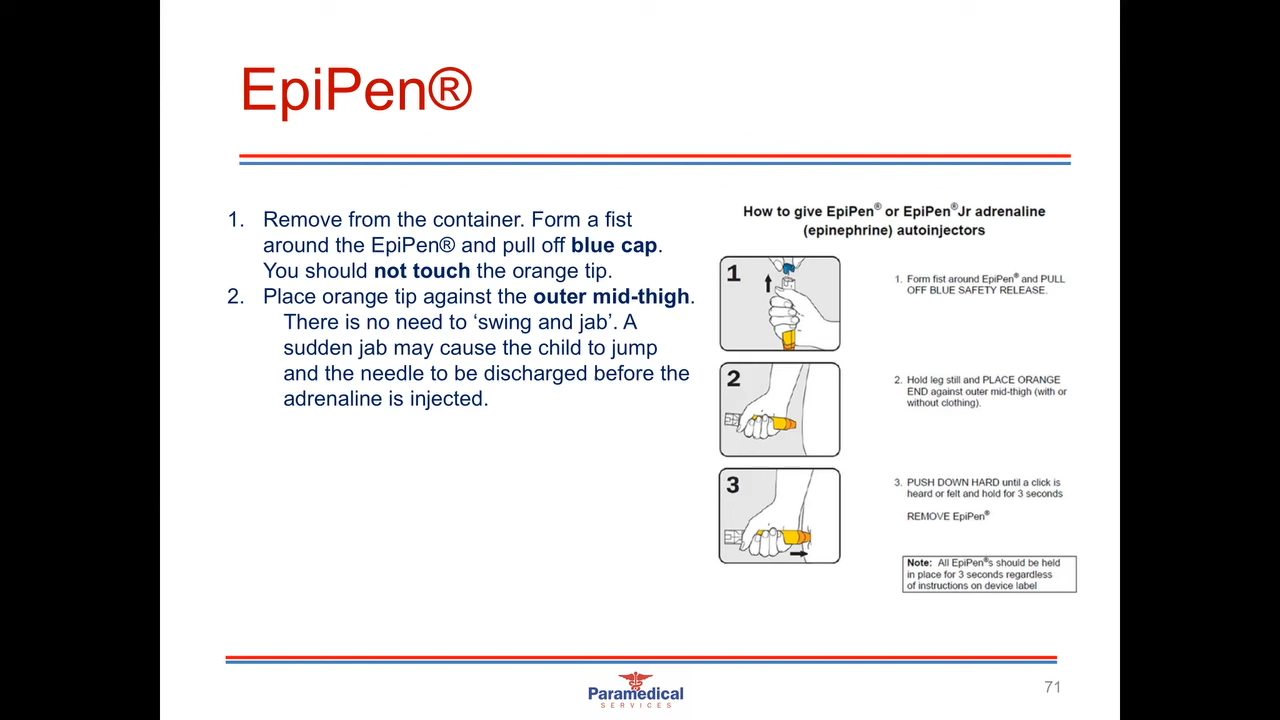 EpiPen®
1. Remove from the container. Form a fist
around the EpiPen® and pull off blue cap.
You should not touch the orange tip.
2. Place orange tip against the outer mid-thigh.
There is no need to ‘swing and jab’. A
sudden jab may cause the child to jump
and the needle to be discharged before the
adrenaline is injected.
How to give EpiPen® or EpiPen®Jr adrenaline
(epinephrine) autoinjectors
1
1. Form fist around EpiPen® and PULL
OFF BLUE SAFETY RELEASE.
2
2. Hold leg still and PLACE ORANGE
END against outer mid-thigh (with or
without clothing).
3
3. PUSH DOWN HARD until a click is
heard or felt and hold for 3 seconds
REMOVE EpiPen®
Note: All EpiPen®s should be held
in place for 3 seconds regardless
of instructions on device label
Paramedical
SERVICES
71